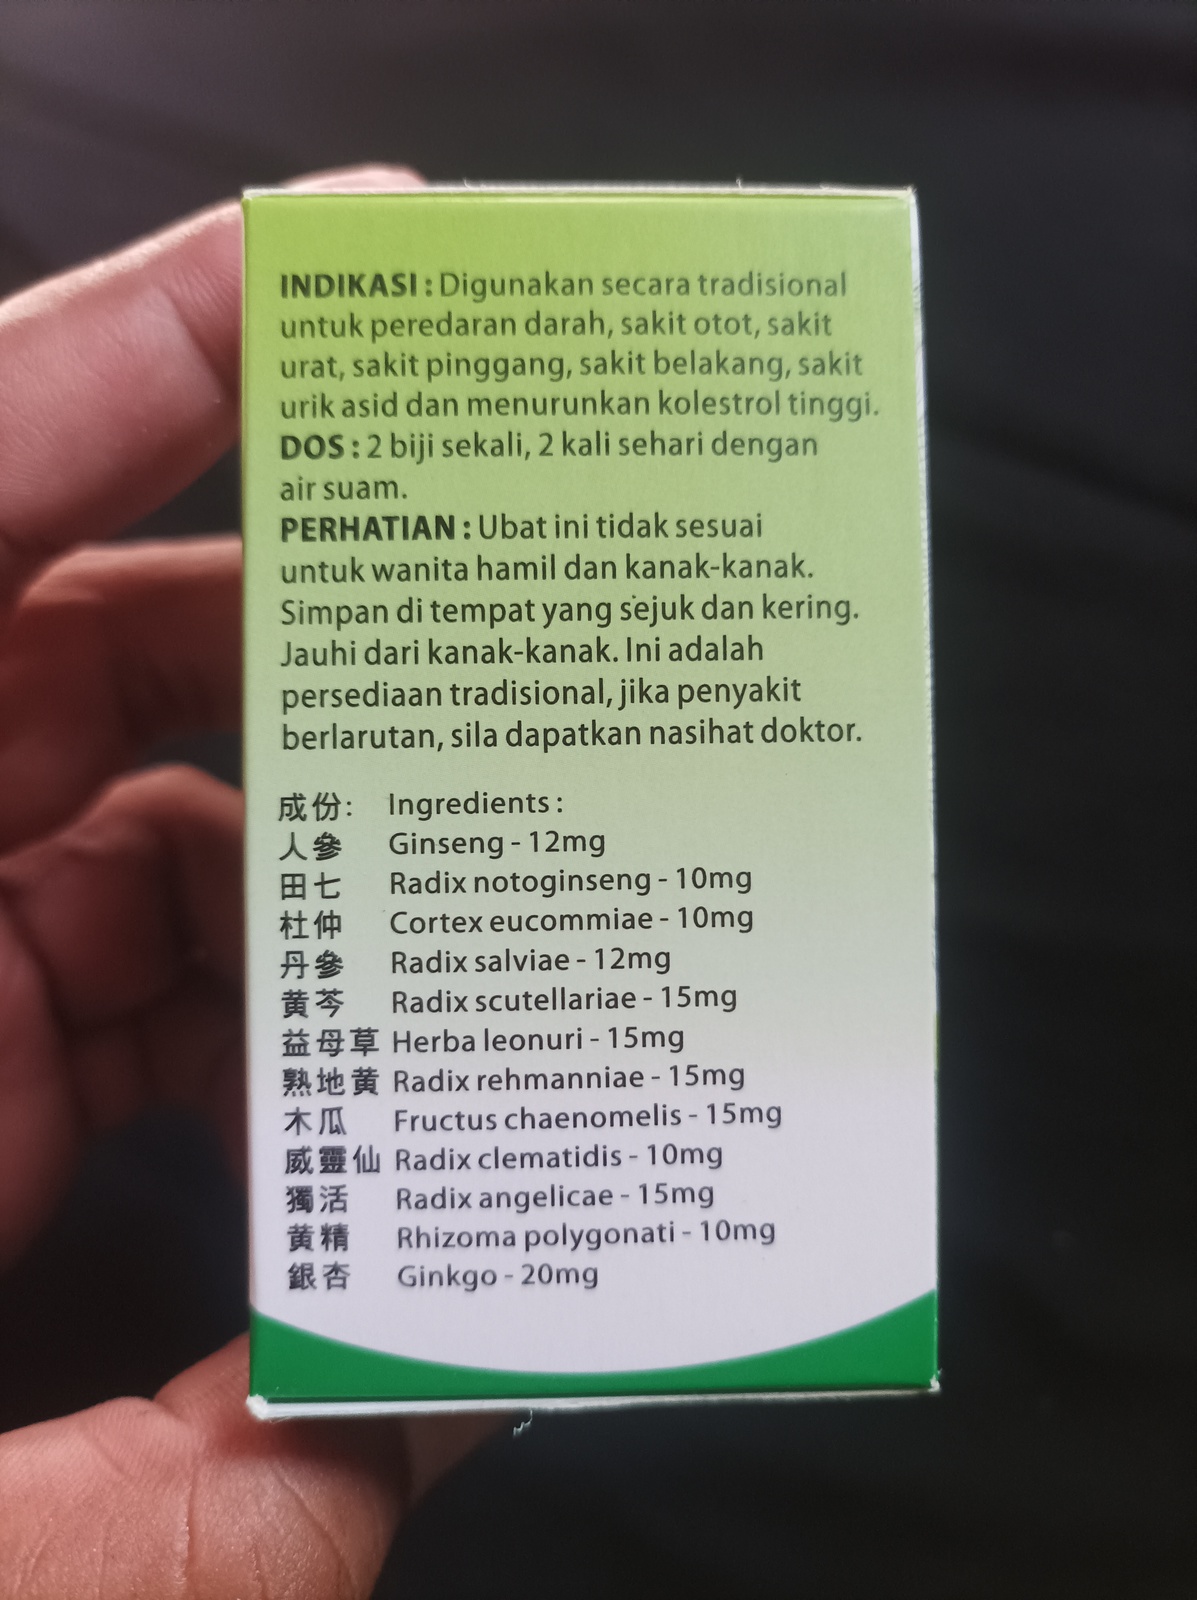 INDIKASI : Digunakan secara tradisional
untuk peredaran darah, sakit otot, sakit
urat, sakit pinggang, sakit belakang, sakit
urik asid dan menurunkan kolestrol tinggi.
DOS : 2 biji sekali, 2 kali sehari dengan
air suam.
PERHATIAN : Ubat ini tidak sesuai
untuk wanita hamil dan kanak-kanak.
Simpan di tempat yang sejuk dan kering.
Jauhi dari kanak-kanak. Ini adalah
persediaan tradisional, jika penyakit
berlarutan, sila dapatkan nasihat doktor.
成份: Ingredients :
人參 Ginseng - 12mg
田七 Radix notoginseng - 10mg
杜仲 Cortex eucommiae - 10mg
丹參 Radix salviae - 12mg
黄芩 Radix scutellariae - 15mg
益母草 Herba leonuri - 15mg
熟地黄 Radix rehmanniae - 15mg
木瓜 Fructus chaenomelis - 15mg
威靈仙 Radix clematidis - 10mg
獨活 Radix angelicae - 15mg
黄精 Rhizoma polygonati - 10mg
銀杏 Ginkgo - 20mg